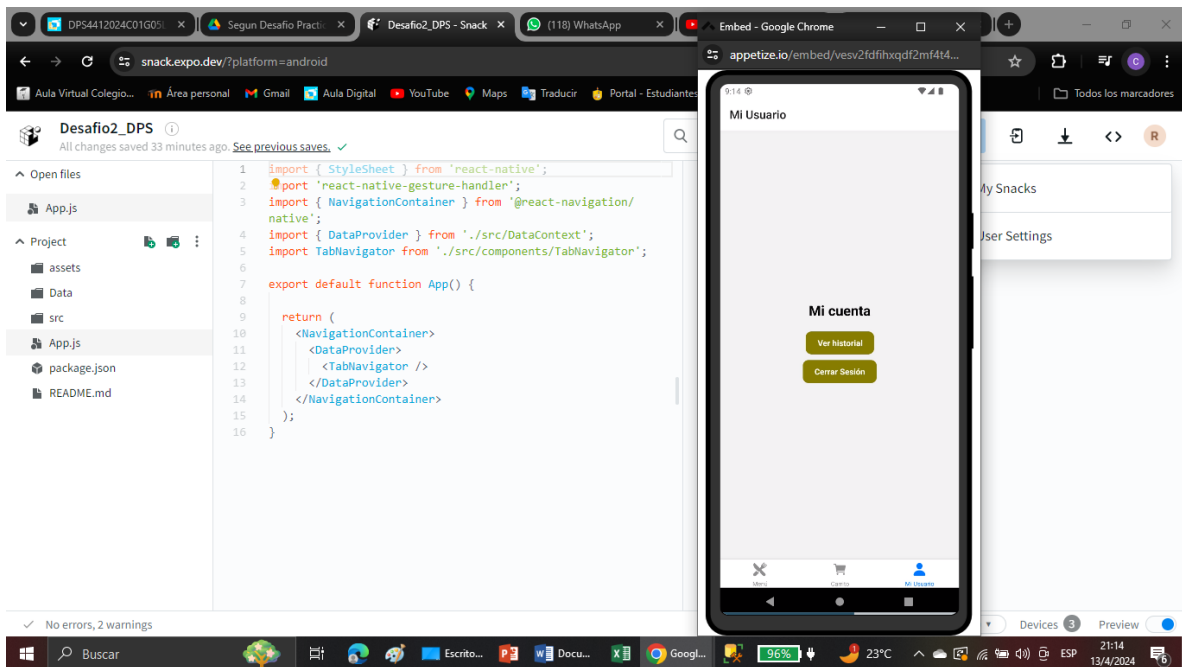 DPS4412024C01G05L
Segun Desafio Practic
Desafio2_DPS - Snack
(118) WhatsApp
Embed - Google Chrome
snack.expo.dev/?platform=android
appetize.io/embed/vesv2fdfihxqdf2mf4t4...
Aula Virtual Colegio...
Área personal
Gmail
Aula Digital
YouTube
Maps
Traducir
Portal - Estudiantes
Todos los marcadores
Desafio2_DPS
All changes saved 33 minutes ago. See previous saves.
R
My Snacks
User Settings
Open files
App.js
Project
assets
Data
src
App.js
package.json
README.md
1 import { StyleSheet } from 'react-native';
2 port 'react-native-gesture-handler';
3 import { NavigationContainer } from '@react-navigation/
native';
4 import { DataProvider } from './src/DataContext';
5 import TabNavigator from './src/components/TabNavigator';
6
7 export default function App() {
8
9 return (
10 <NavigationContainer>
11 <DataProvider>
12 <TabNavigator />
13 </DataProvider>
14 </NavigationContainer>
15 );
16 }
9:14
Mi Usuario
Mi cuenta
Ver historial
Cerrar Sesión
Menú
Carrito
Mi Usuario
No errors, 2 warnings
Devices 3
Preview
Buscar
Escrito...
Docu...
Googl...
96%
23°C
ESP
21:14
13/4/2024
6